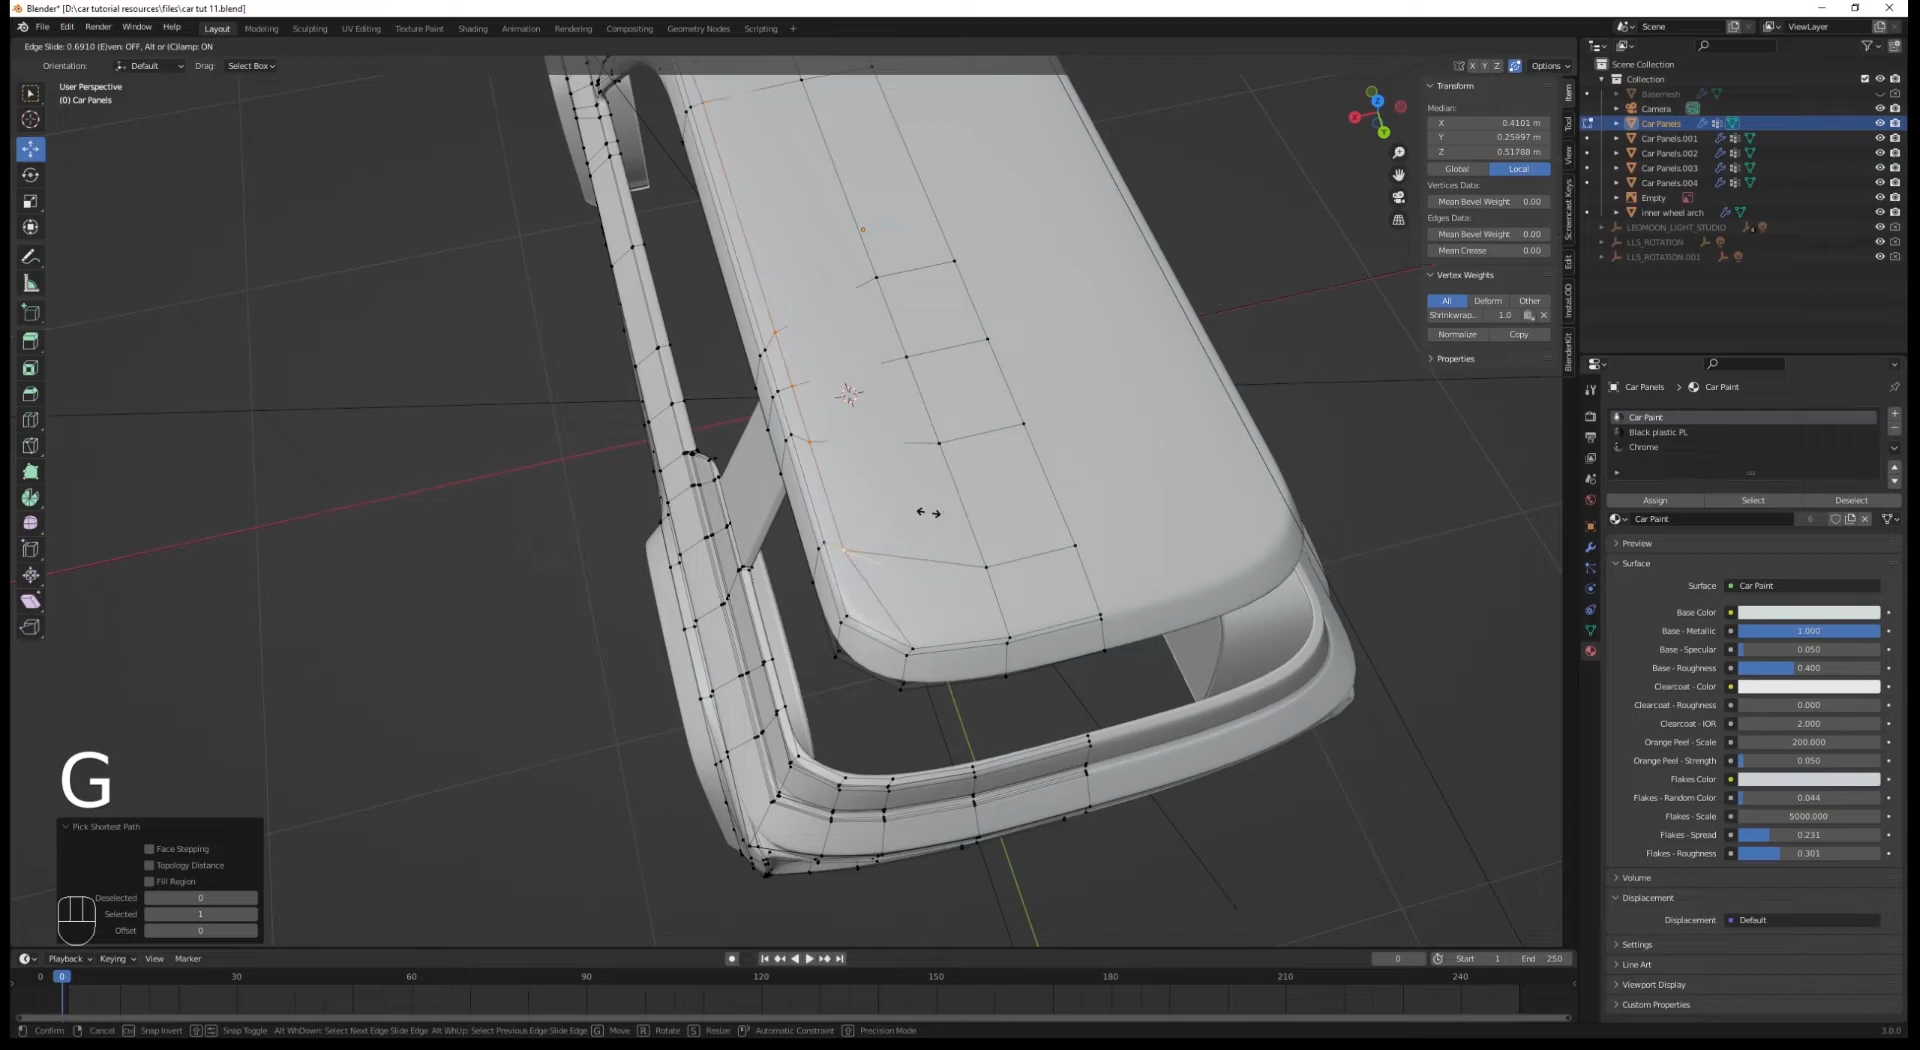 Blender* [D:\car tutorial resources\files\car tut 11.blend]
File Edit Render Window Help Layout Modeling Sculpting UV Editing Texture Paint Shading Animation Rendering Compositing Geometry Nodes Scripting +
Scene ViewLayer
Edge Slide: 0.6910 (E)ven: OFF, Alt or (C)lamp: ON
Orientation: Default Drag: Select Box
X Y Z Options
User Perspective
(0) Car Panels
Transform
Median:
X 0.4101 m
Y 0.25997 m
Z 0.51788 m
Global Local
Vertices Data:
Mean Bevel Weight 0.00
Edges Data:
Mean Bevel Weight 0.00
Mean Crease 0.00
Vertex Weights
All Deform Other
Shrinkwrap.. 1.0
Normalize Copy
Properties
Item
Tool
View
Screencast Keys
Edit
InstaLOD
BlenderKit
Scene Collection
Collection
Basemesh
Camera
Car Panels
Car Panels.001
Car Panels.002
Car Panels.003
Car Panels.004
Empty
inner wheel arch
LEOMOON_LIGHT_STUDIO
LLS_ROTATION
LLS_ROTATION.001
Car Panels > Car Paint
Car Paint
Black plastic PL
Chrome
Assign Select Deselect
Car Paint 6
Preview
Surface
Surface Car Paint
Base Color
Base - Metallic 1.000
Base - Specular 0.050
Base - Roughness 0.400
Clearcoat - Color
Clearcoat - Roughness 0.000
Clearcoat - IOR 2.000
Orange Peel - Scale 200.000
Orange Peel - Strength 0.050
Flakes Color
Flakes - Random Color 0.044
Flakes - Scale 5000.000
Flakes - Spread 0.231
Flakes - Roughness 0.301
Volume
Displacement
Displacement Default
Settings
Line Art
Viewport Display
Custom Properties
G
Pick Shortest Path
Face Stepping
Topology Distance
Fill Region
Deselected 0
Selected 1
Offset 0
Playback Keying View Marker
0 Start 1 End 250
0 0 30 60 90 120 150 180 210 240
Confirm Cancel Snap Invert Snap Toggle Alt WhDown: Select Next Edge Slide Edge Alt WhUp: Select Previous Edge Slide Edge G Move R Rotate S Resize Automatic Constraint Precision Mode
3.0.0